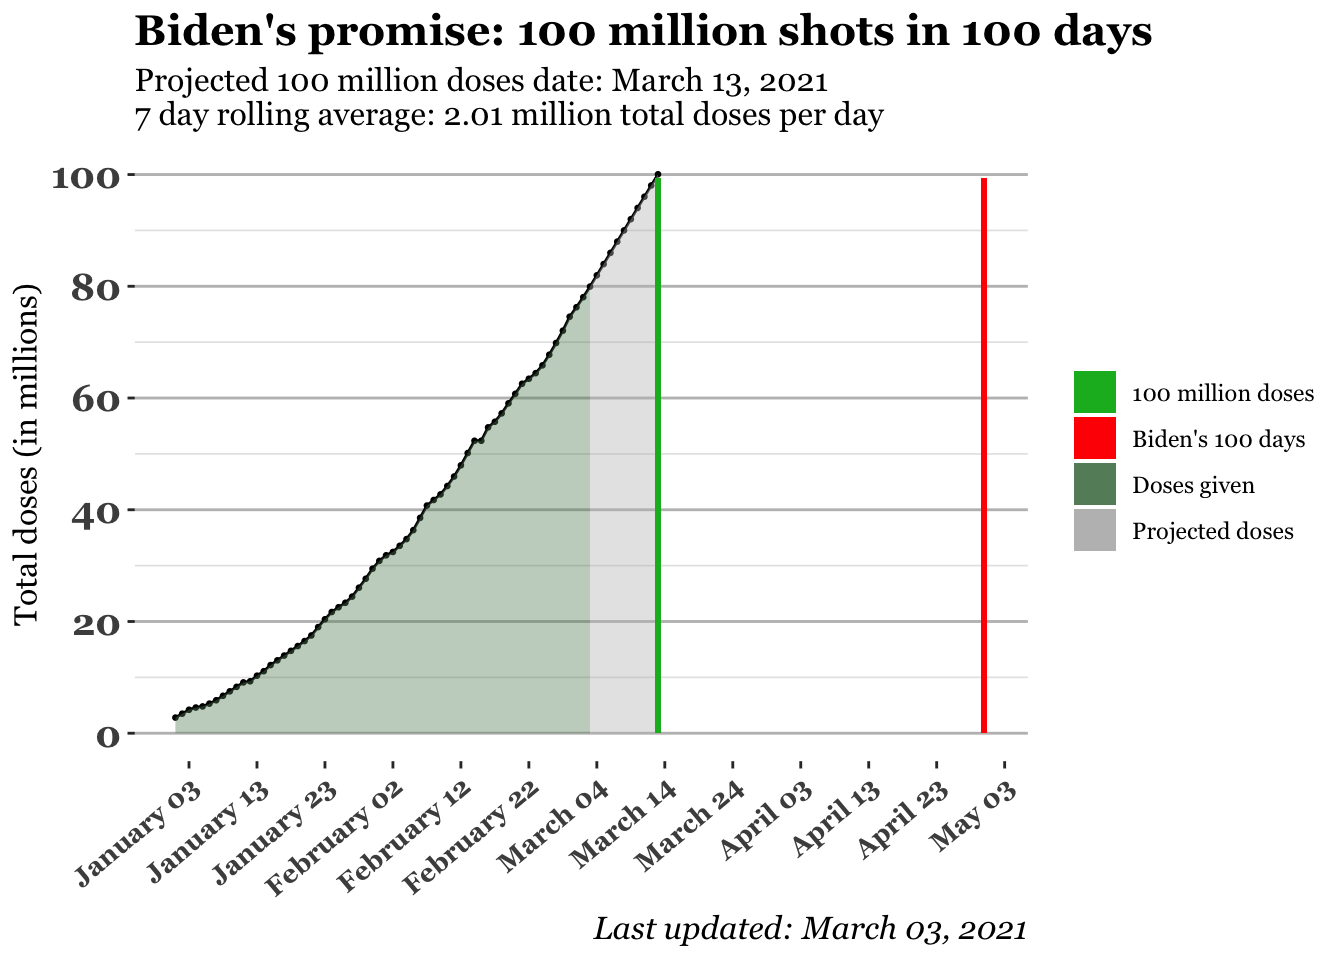 Biden's promise: 100 million shots in 100 days
Projected 100 million doses date: March 13, 2021
7 day rolling average: 2.01 million total doses per day
Total doses (in millions)
100
80
60
40
20
0
January 03
January 13
January 23
February 02
February 12
February 22
March 04
March 14
March 24
April 03
April 13
April 23
May 03
100 million doses
Biden's 100 days
Doses given
Projected doses
Last updated: March 03, 2021